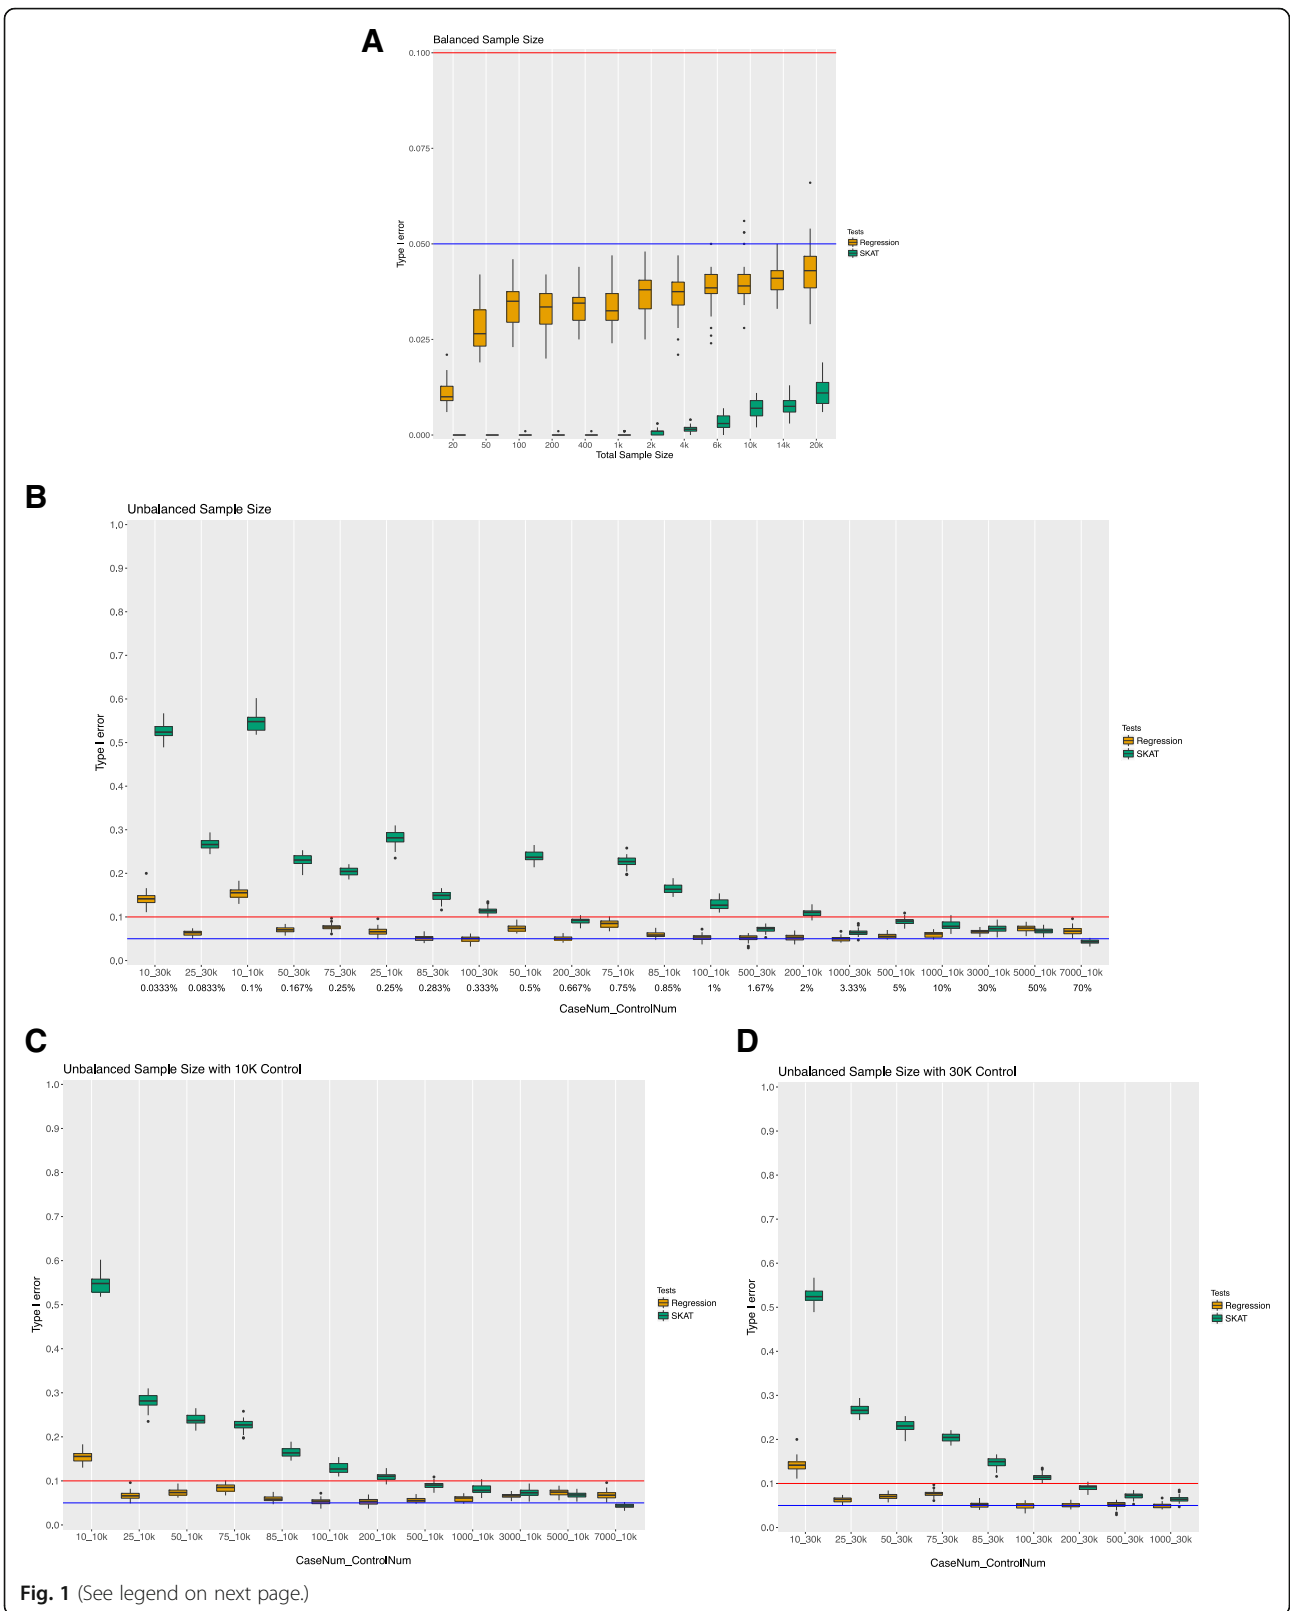 A
Balanced Sample Size
0.100
0.075
0.050
0.025
0.000
Type I error
20 50 100 200 400 1k 2k 4k 6k 10k 14k 20k
Total Sample Size
Tests
Regression
SKAT
B
Unbalanced Sample Size
1.0
0.9
0.8
0.7
0.6
0.5
0.4
0.3
0.2
0.1
0.0
Type I error
10_30k 25_30k 10_10k 50_30k 75_30k 25_10k 85_30k 100_30k 50_10k 200_30k 75_10k 85_10k 100_10k 500_30k 200_10k 1000_30k 500_10k 1000_10k 3000_10k 5000_10k 7000_10k
0.0333% 0.0833% 0.1% 0.167% 0.25% 0.25% 0.283% 0.333% 0.5% 0.667% 0.75% 0.85% 1% 1.67% 2% 3.33% 5% 10% 30% 50% 70%
CaseNum_ControlNum
Tests
Regression
SKAT
C
Unbalanced Sample Size with 10K Control
1.0
0.9
0.8
0.7
0.6
0.5
0.4
0.3
0.2
0.1
0.0
Type I error
10_10k 25_10k 50_10k 75_10k 85_10k 100_10k 200_10k 500_10k 1000_10k 3000_10k 5000_10k 7000_10k
CaseNum_ControlNum
Tests
Regression
SKAT
D
Unbalanced Sample Size with 30K Control
1.0
0.9
0.8
0.7
0.6
0.5
0.4
0.3
0.2
0.1
0.0
Type I error
10_30k 25_30k 50_30k 75_30k 85_30k 100_30k 200_30k 500_30k 1000_30k
CaseNum_ControlNum
Tests
Regression
SKAT
Fig. 1 (See legend on next page.)